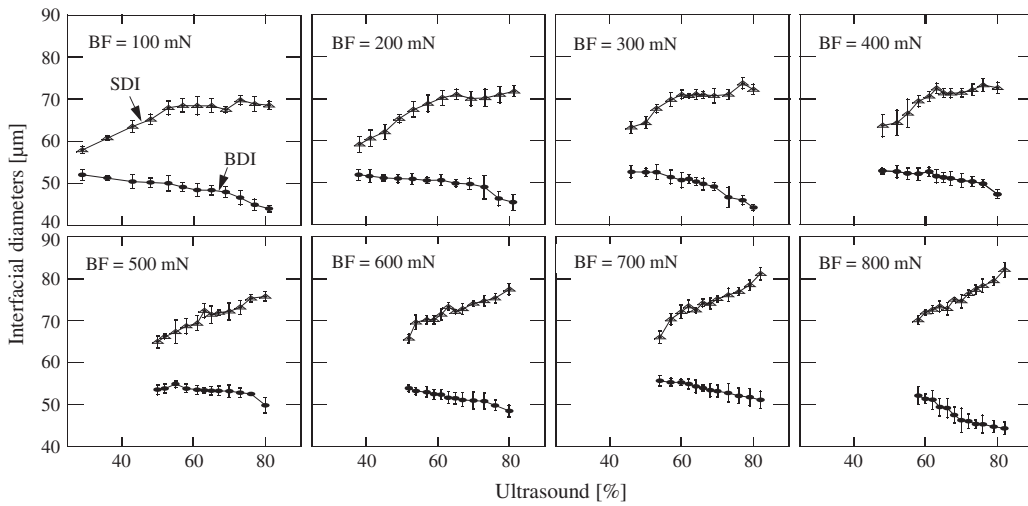 90
80
70
60
50
40
BF = 100 mN
SDI
BDI
BF = 200 mN
BF = 300 mN
BF = 400 mN
90
80
70
60
50
40
BF = 500 mN
BF = 600 mN
BF = 700 mN
BF = 800 mN
40 60 80 40 60 80 40 60 80 40 60 80
Interfacial diameters [μm]
Ultrasound [%]